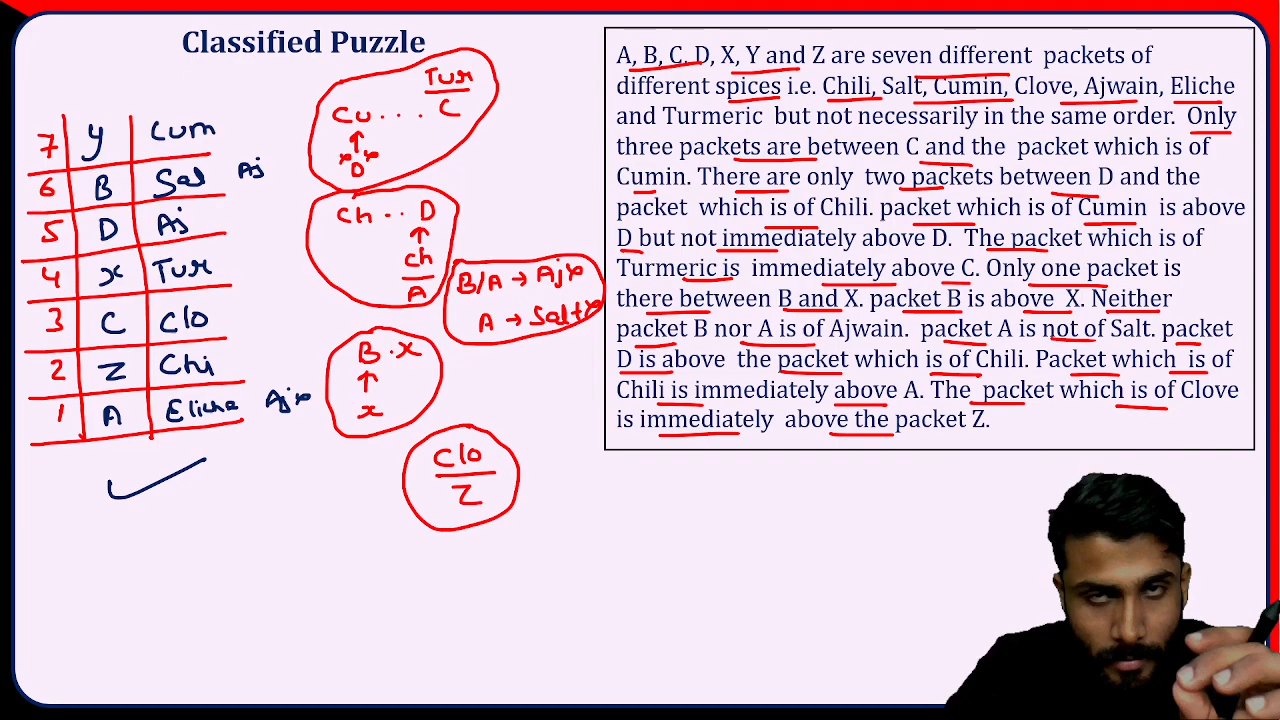 Classified Puzzle
A, B, C, D, X, Y and Z are seven different packets of
different spices i.e. Chili, Salt, Cumin, Clove, Ajwain, Eliche
and Turmeric but not necessarily in the same order. Only
three packets are between C and the packet which is of
Cumin. There are only two packets between D and the
packet which is of Chili. packet which is of Cumin is above
D but not immediately above D. The packet which is of
Turmeric is immediately above C. Only one packet is
there between B and X. packet B is above X. Neither
packet B nor A is of Ajwain. packet A is not of Salt. packet
D is above the packet which is of Chili. Packet which is of
Chili is immediately above A. The packet which is of Clove
is immediately above the packet Z.
7 y Cum
6 B Sal Aj
5 D Aj
4 x Tur
3 C Clo
2 Z Chi
1 A Eliche Ajx
Tur
Cu . . . C
x x
D
Ch . . D
Ch
A
B/A → Ajx
A → Saltx
B . x
x
Clo
Z